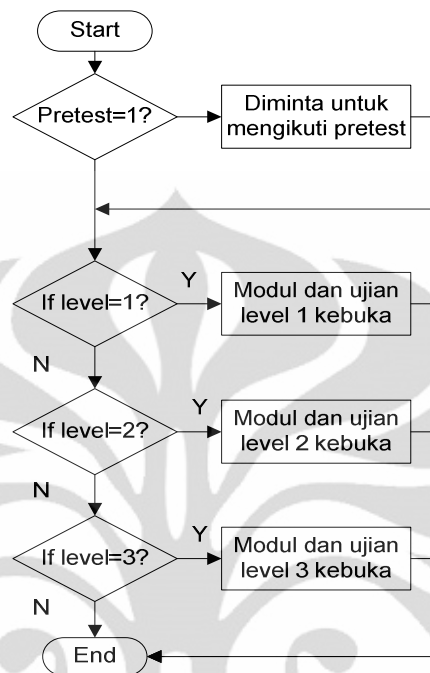 Start
Pretest=1?
Diminta untuk
mengikuti pretest
If level=1?
Y
Modul dan ujian
level 1 kebuka
N
If level=2?
Y
Modul dan ujian
level 2 kebuka
N
If level=3?
Y
Modul dan ujian
level 3 kebuka
N
End